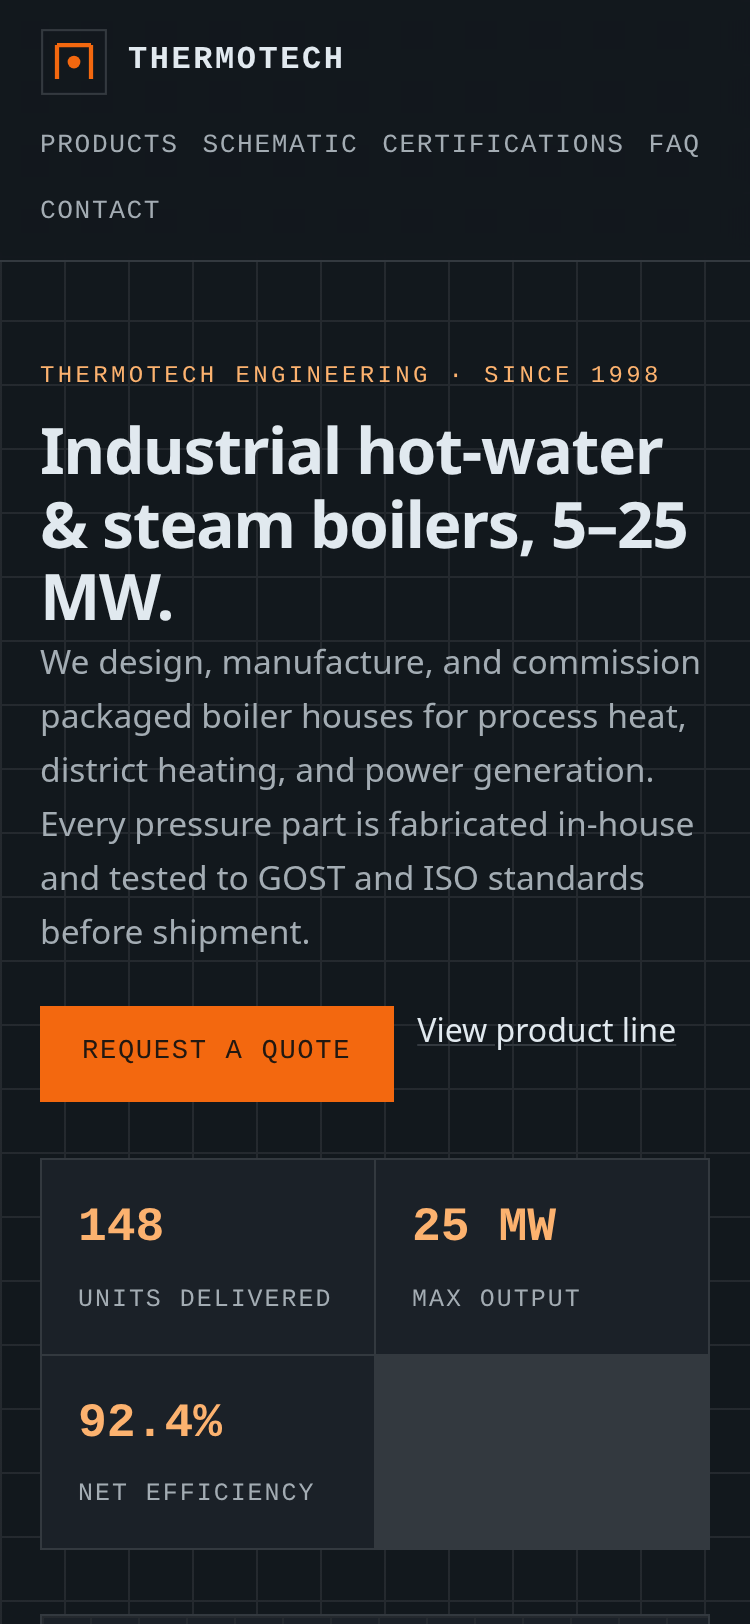 THERMOTECH
PRODUCTS SCHEMATIC CERTIFICATIONS FAQ
CONTACT
THERMOTECH ENGINEERING · SINCE 1998
Industrial hot-water
& steam boilers, 5–25
MW.
We design, manufacture, and commission
packaged boiler houses for process heat,
district heating, and power generation.
Every pressure part is fabricated in-house
and tested to GOST and ISO standards
before shipment.
REQUEST A QUOTE View product line
148
UNITS DELIVERED
25 MW
MAX OUTPUT
92.4%
NET EFFICIENCY